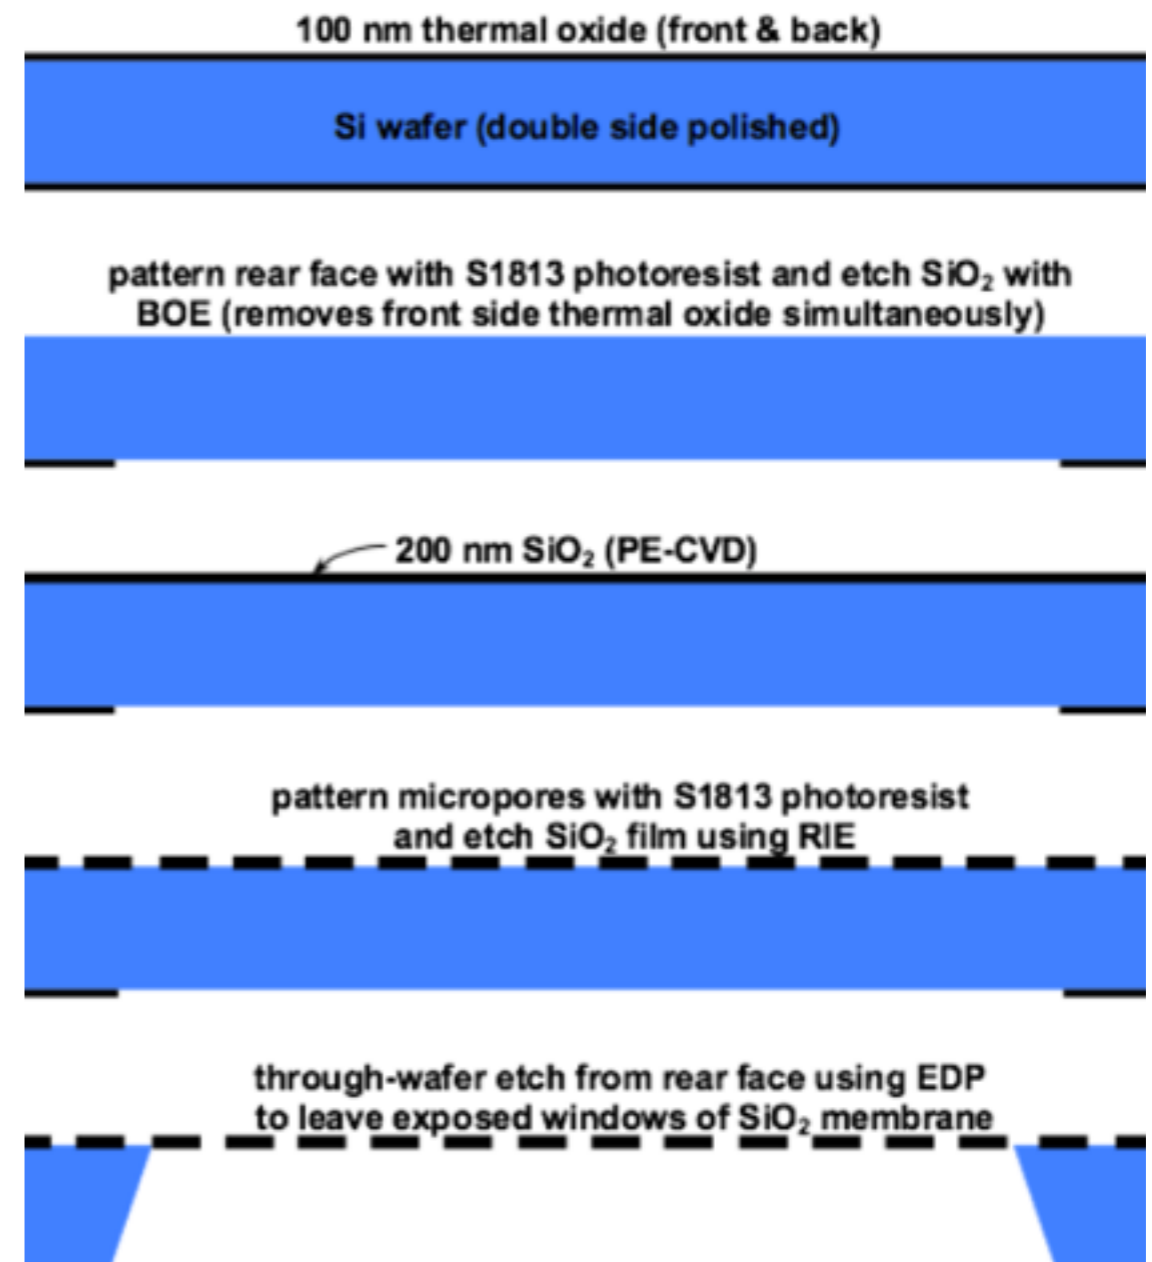 100 nm thermal oxide (front & back)
Si wafer (double side polished)
pattern rear face with S1813 photoresist and etch SiO₂ with
BOE (removes front side thermal oxide simultaneously)
200 nm SiO₂ (PE-CVD)
pattern micropores with S1813 photoresist
and etch SiO₂ film using RIE
through-wafer etch from rear face using EDP
to leave exposed windows of SiO₂ membrane